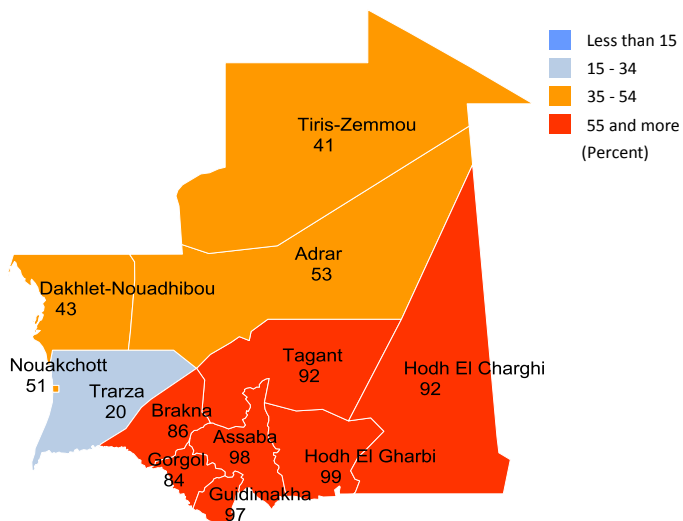 Less than 15
15 - 34
35 - 54
55 and more
(Percent)
Tiris-Zemmou
41
Adrar
53
Dakhlet-Nouadhibou
43
Nouakchott
51
Trarza
20
Tagant
92
Hodh El Charghi
92
Brakna
86
Assaba
98
Hodh El Gharbi
99
Gorgol
84
Guidimakha
97